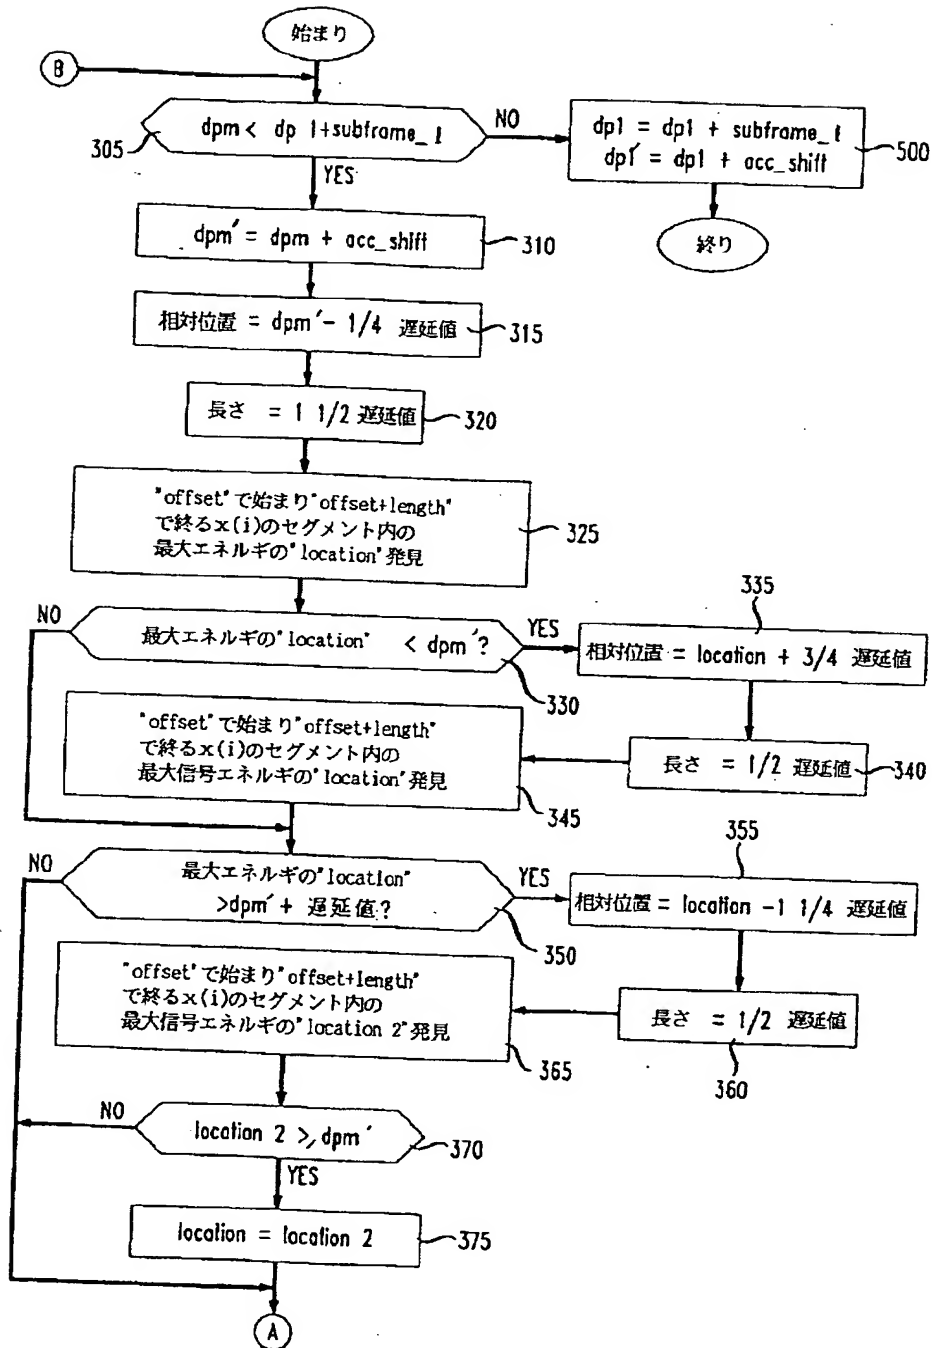 始まり
B
dpm < dp l+subframe_l
NO
305
YES
dpl = dpl + subframe_l
dpl′ = dpl + acc_shift
500
終り
dpm′ = dpm + acc_shift
310
相対位置 = dpm′- 1/4 遅延値
315
長さ = 1 1/2 遅延値
320
"offset"で始まり"offset+length"
で終るx(i)のセグメント内の
最大エネルギの"location"発見
325
NO
最大エネルギの"location" < dpm′?
YES
330
335
相対位置 = location + 3/4 遅延値
長さ = 1/2 遅延値
340
"offset"で始まり"offset+length"
で終るx(i)のセグメント内の
最大信号エネルギの"location"発見
345
NO
最大エネルギの"location"
>dpm′+ 遅延値?
YES
350
355
相対位置 = location -1 1/4 遅延値
長さ = 1/2 遅延値
360
"offset"で始まり"offset+length"
で終るx(i)のセグメント内の
最大信号エネルギの"location 2"発見
365
NO
location 2 >, dpm′
370
YES
location = location 2
375
A